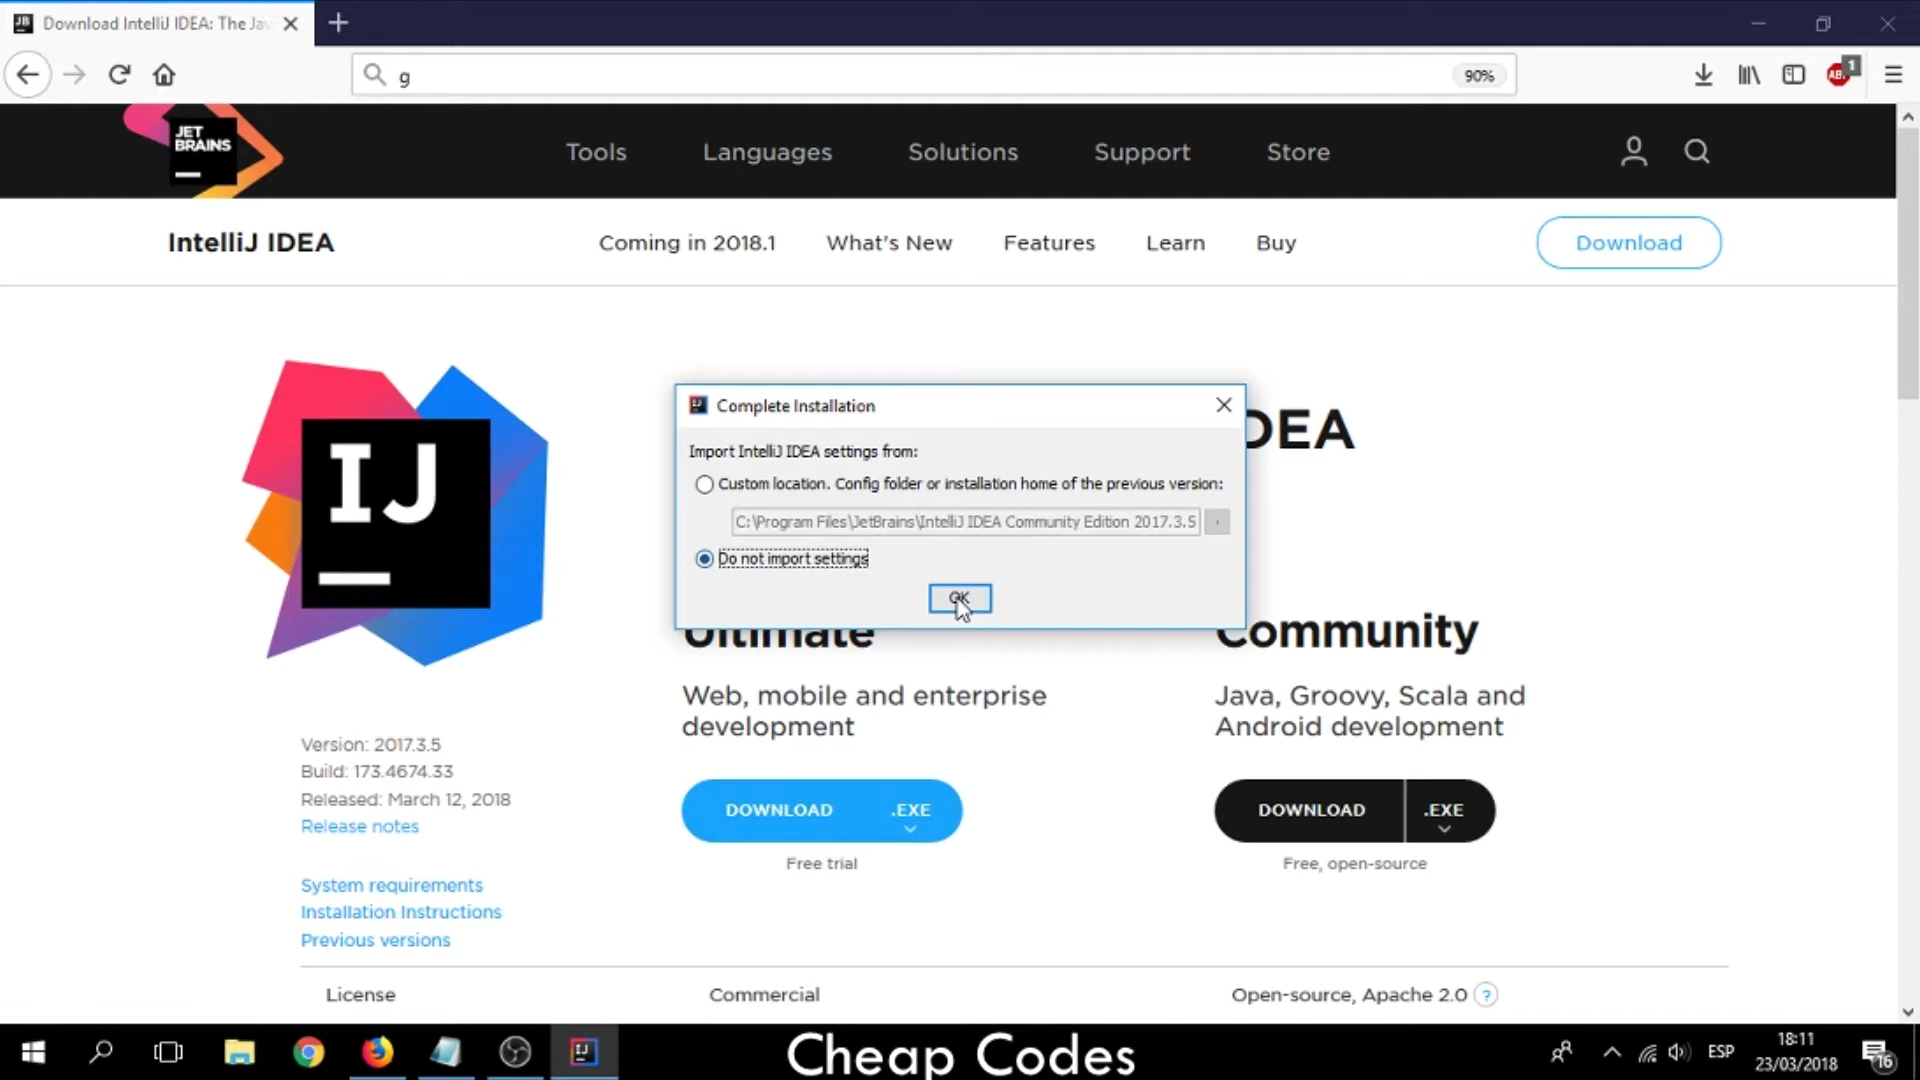 Download IntelliJ IDEA: The Jav
g
90%
1
JET
BRAINS
Tools
Languages
Solutions
Support
Store
IntelliJ IDEA
Coming in 2018.1
What's New
Features
Learn
Buy
Download
IJ
DEA
Complete Installation
Import IntelliJ IDEA settings from:
Custom location. Config folder or installation home of the previous version:
C:\Program Files\JetBrains\IntelliJ IDEA Community Edition 2017.3.5
Do not import settings
OK
Ultimate
Community
Web, mobile and enterprise
development
Java, Groovy, Scala and
Android development
Version: 2017.3.5
Build: 173.4674.33
Released: March 12, 2018
Release notes
DOWNLOAD
.EXE
DOWNLOAD
.EXE
Free trial
Free, open-source
System requirements
Installation Instructions
Previous versions
License
Commercial
Open-source, Apache 2.0 ?
Cheap Codes
ESP
18:11
23/03/2018
16